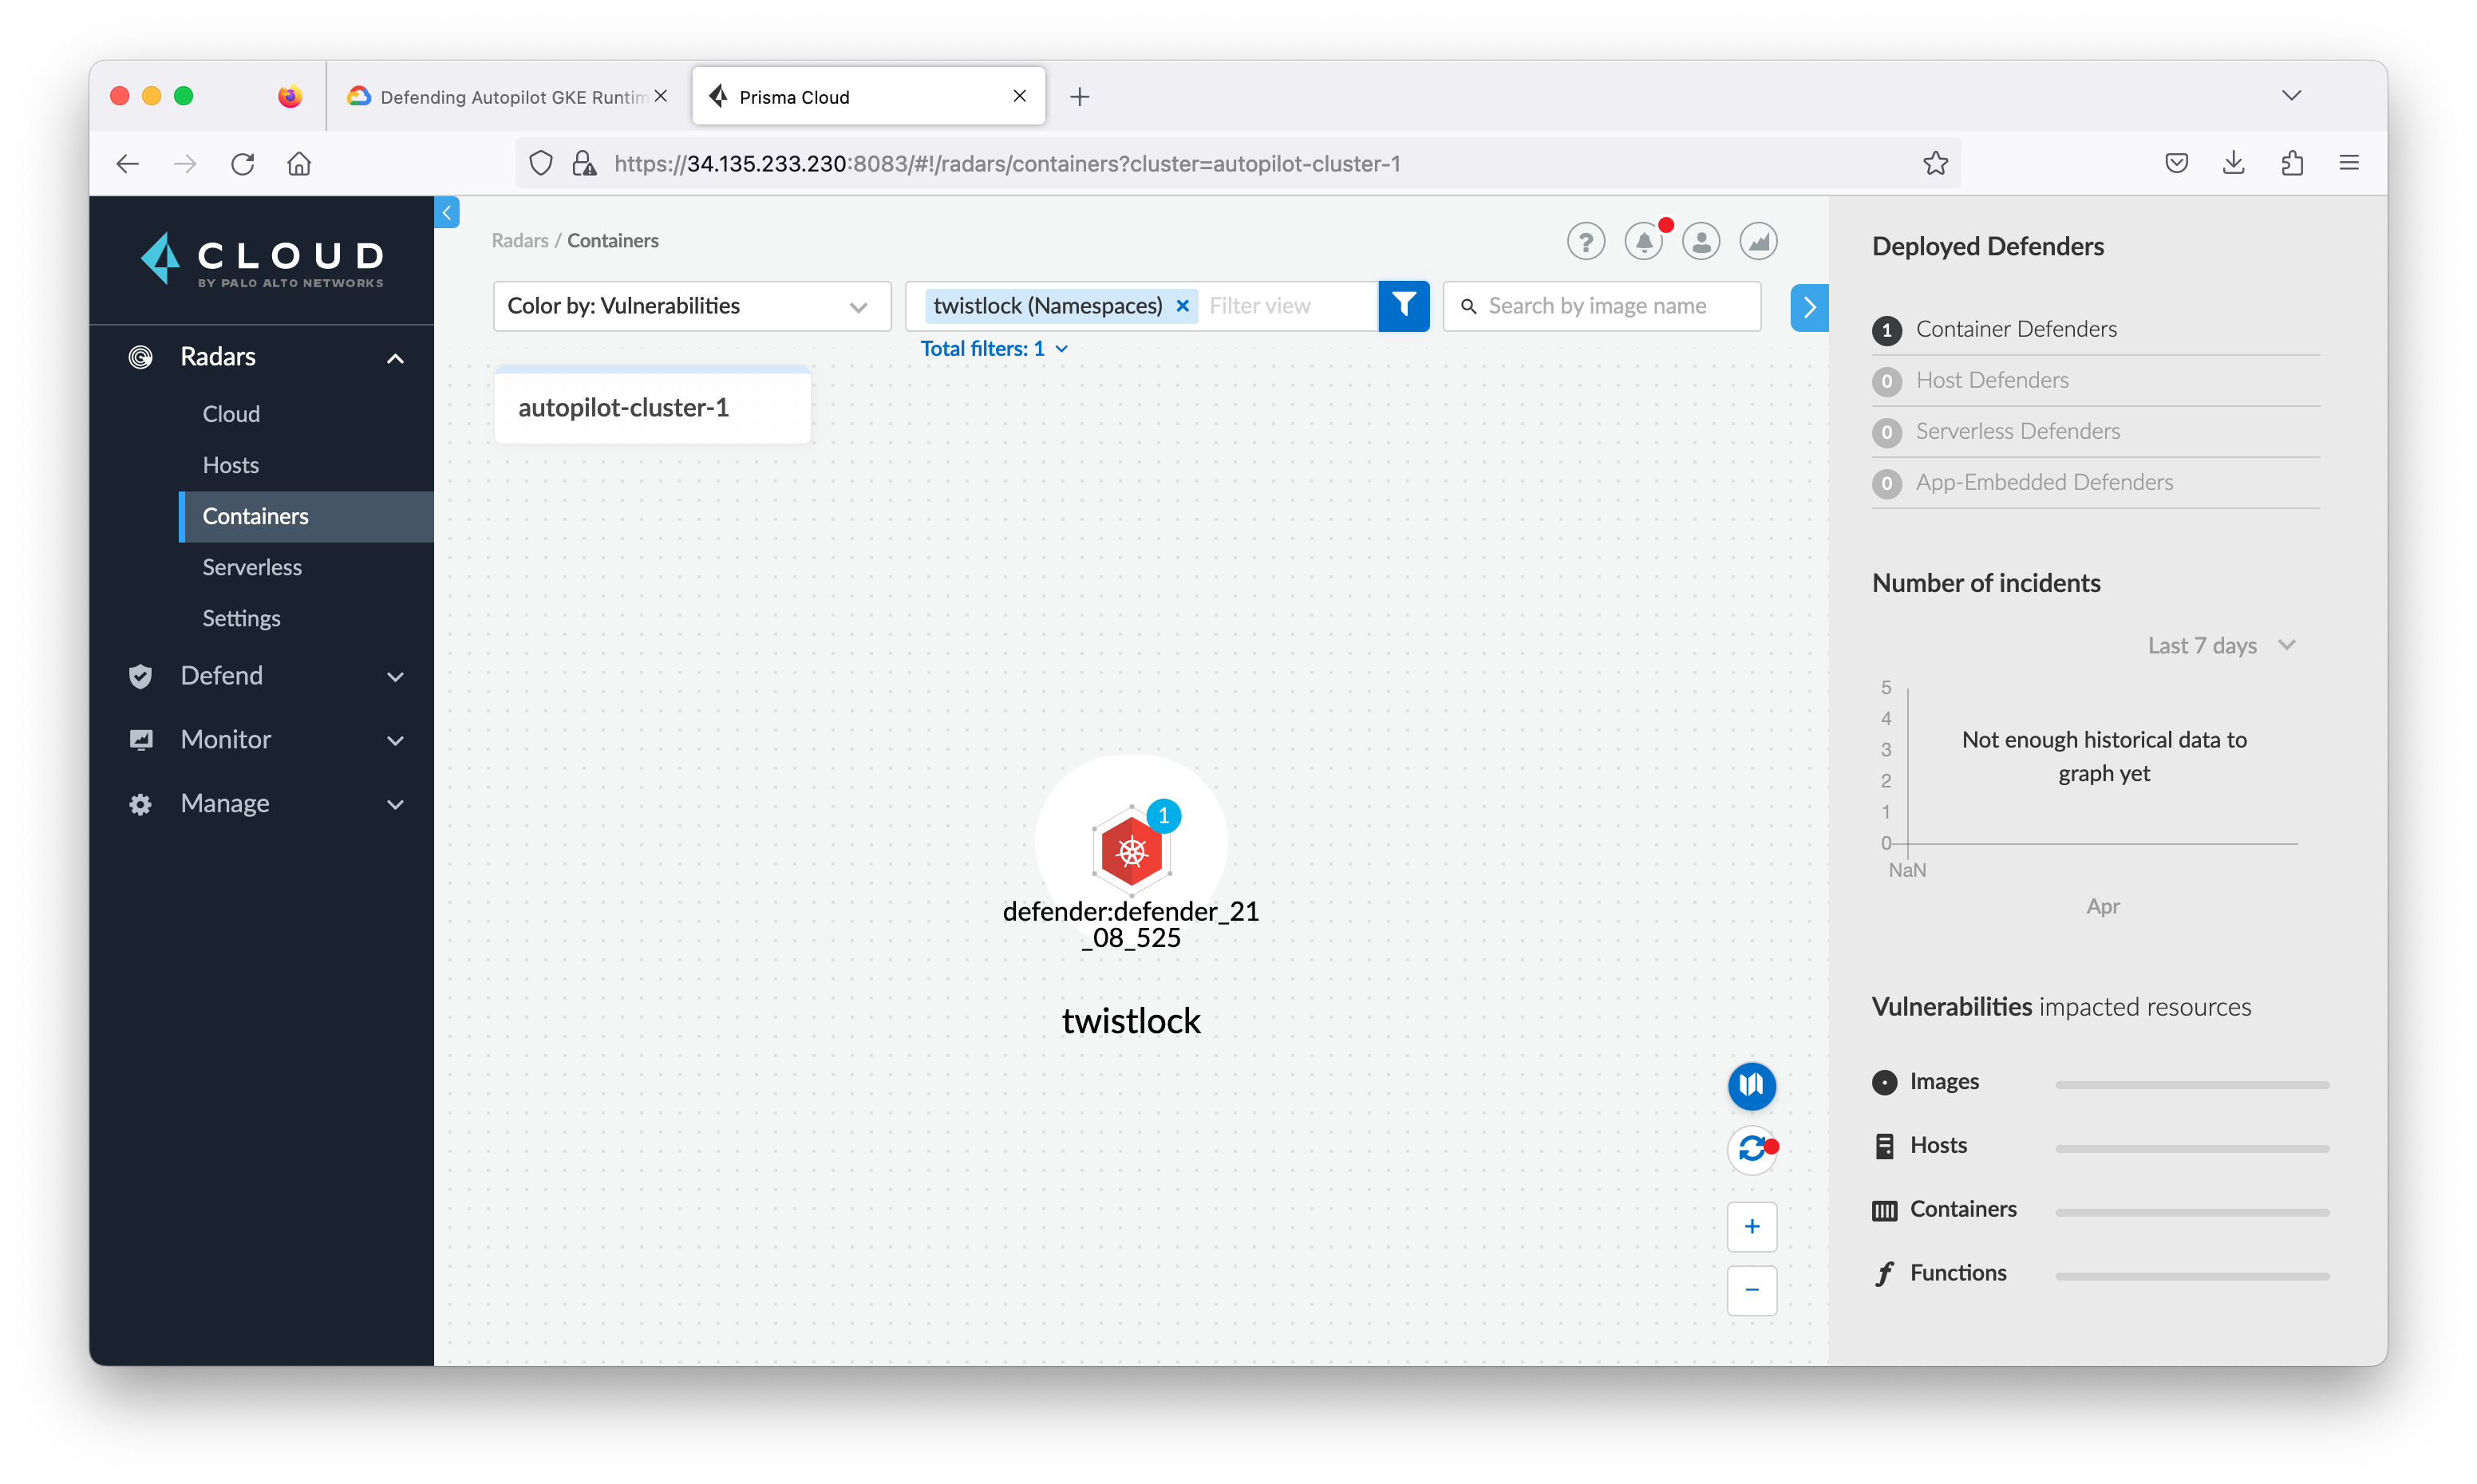 Defending Autopilot GKE Runtim
Prisma Cloud
https://34.135.233.230:8083/#!/radars/containers?cluster=autopilot-cluster-1
CLOUD
BY PALO ALTO NETWORKS
Radars
Cloud
Hosts
Containers
Serverless
Settings
Defend
Monitor
Manage
Radars / Containers
?
Color by: Vulnerabilities
twistlock (Namespaces)
Filter view
Search by image name
Total filters: 1
autopilot-cluster-1
1
defender:defender_21
_08_525
twistlock
+
−
Deployed Defenders
1 Container Defenders
0 Host Defenders
0 Serverless Defenders
0 App-Embedded Defenders
Number of incidents
Last 7 days
5
4
3
2
1
0
Not enough historical data to
graph yet
NaN
Apr
Vulnerabilities impacted resources
Images
Hosts
Containers
Functions